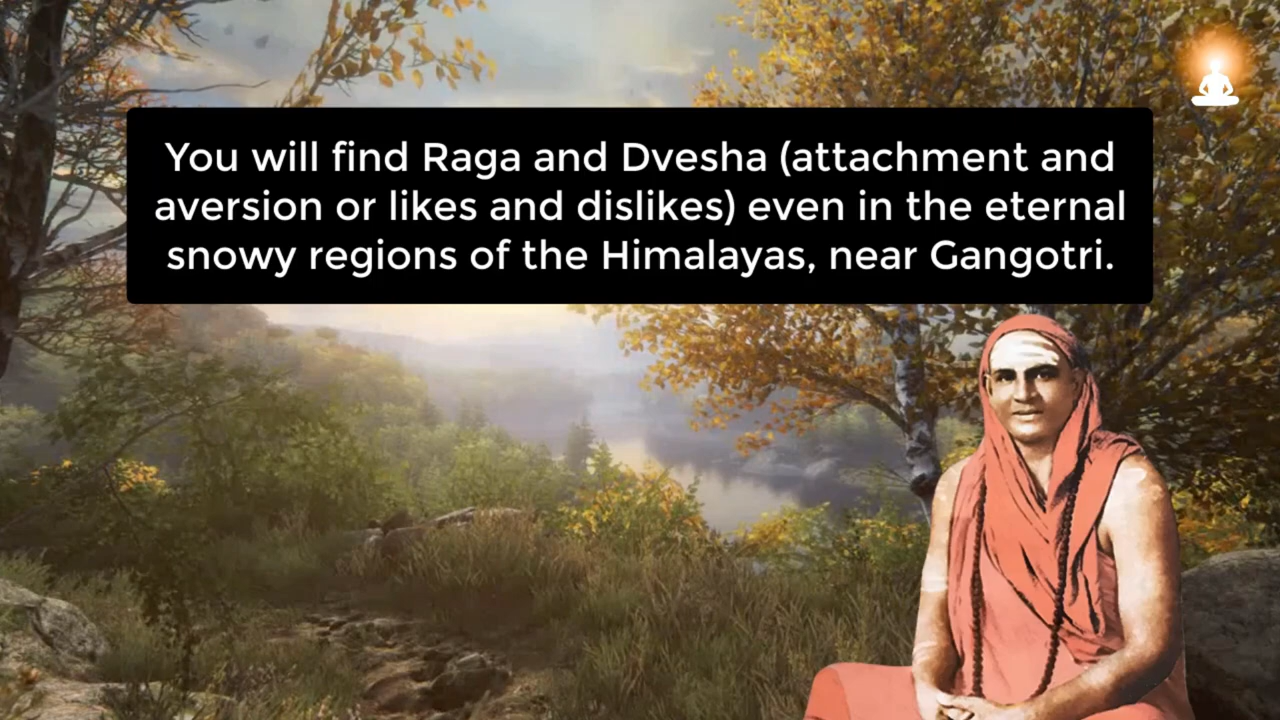 You will find Raga and Dvesha (attachment and
aversion or likes and dislikes) even in the eternal
snowy regions of the Himalayas, near Gangotri.